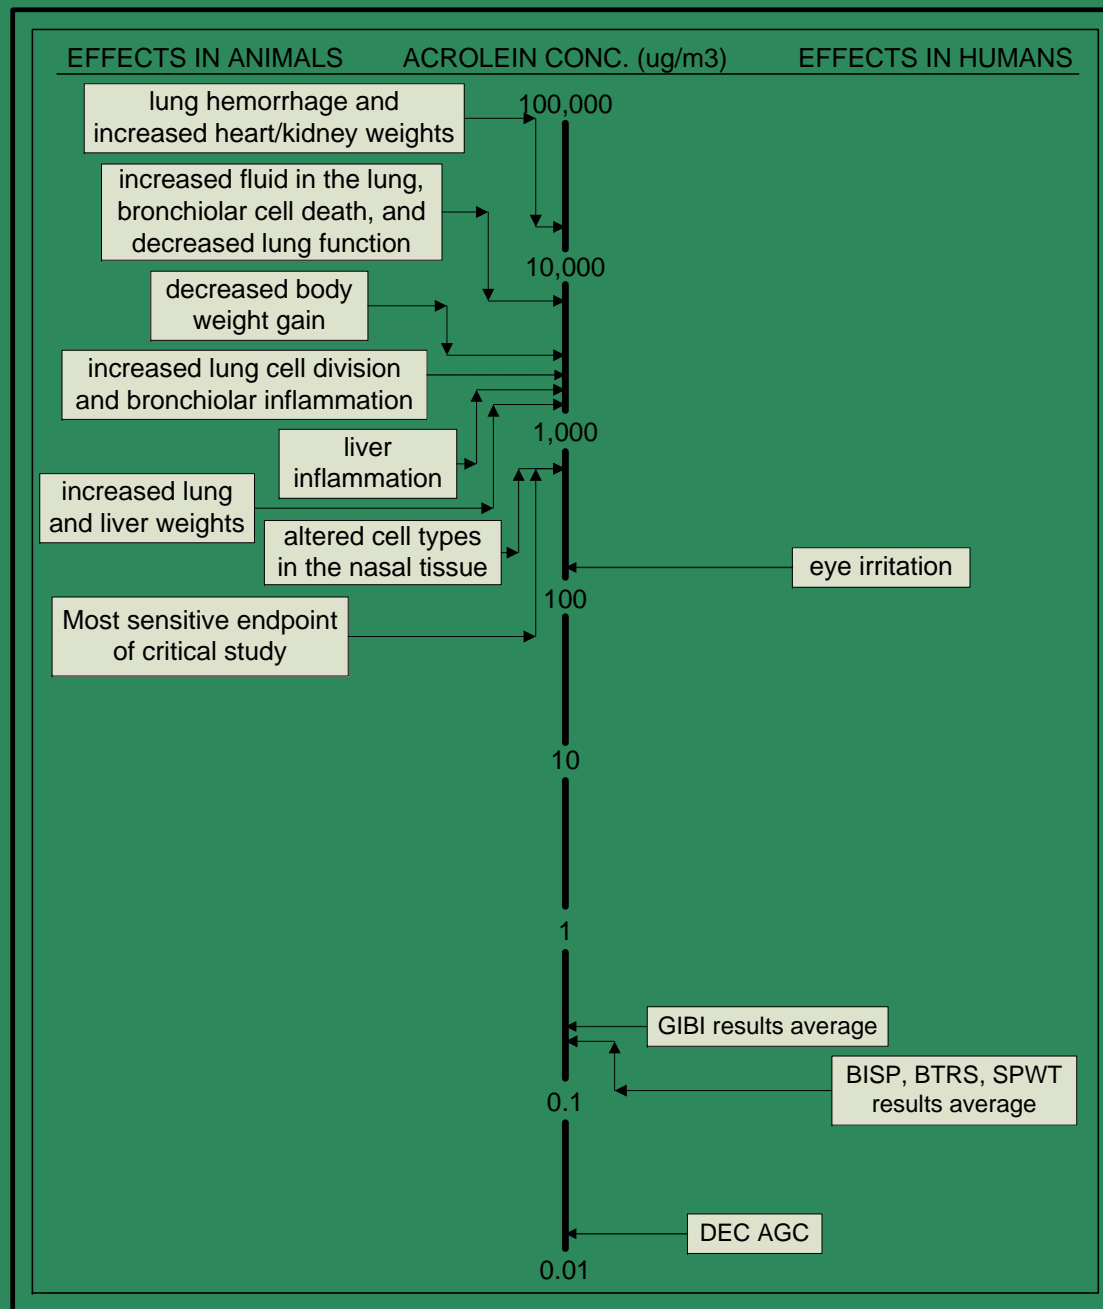 EFFECTS IN ANIMALS ACROLEIN CONC. (ug/m3) EFFECTS IN HUMANS
lung hemorrhage and
increased heart/kidney weights
100,000
increased fluid in the lung,
bronchiolar cell death, and
decreased lung function
10,000
decreased body
weight gain
increased lung cell division
and bronchiolar inflammation
1,000
liver
inflammation
increased lung
and liver weights
altered cell types
in the nasal tissue
eye irritation
100
Most sensitive endpoint
of critical study
10
1
GIBI results average
BISP, BTRS, SPWT
results average
0.1
DEC AGC
0.01